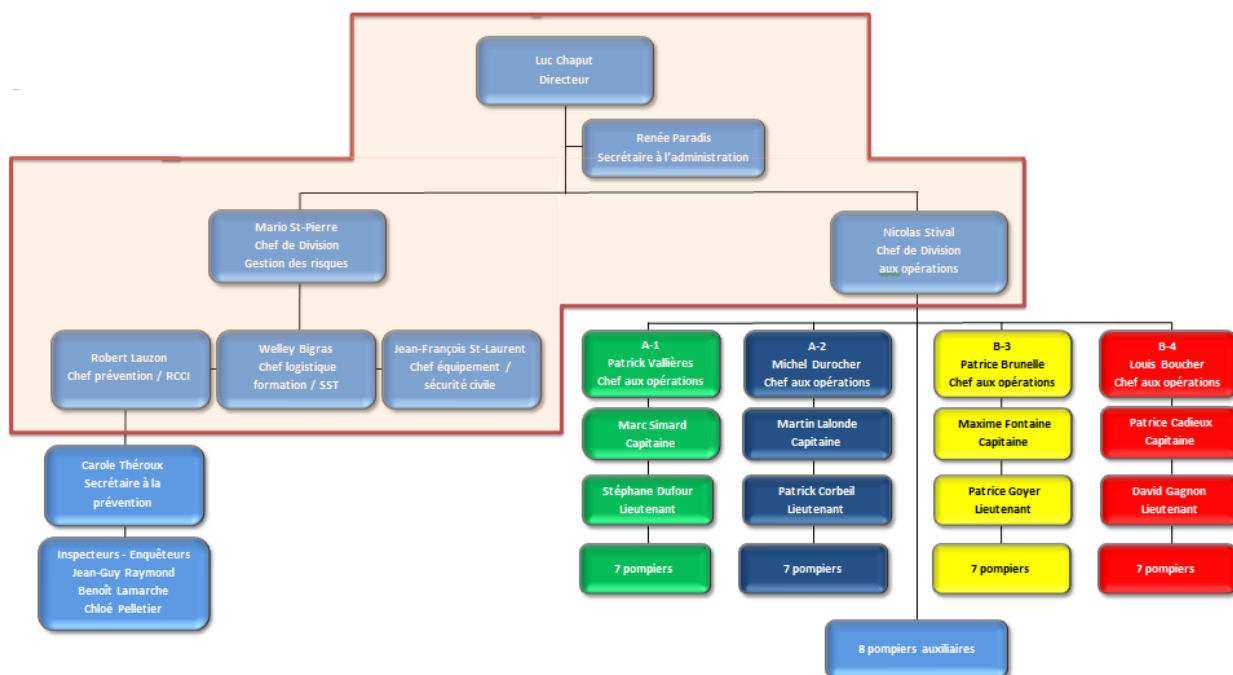 Luc Chaput
Directeur
Renée Paradis
Secrétaire à l'administration
Mario St-Pierre
Chef de Division
Gestion des risques
Nicolas Stival
Chef de Division
aux opérations
Robert Lauzon
Chef prévention / RCCI
Welley Bigras
Chef logistique
formation / SST
Jean-François St-Laurent
Chef équipement /
sécurité civile
A-1
Patrick Vallières
Chef aux opérations
A-2
Michel Durocher
Chef aux opérations
B-3
Patrice Brunelle
Chef aux opérations
B-4
Louis Boucher
Chef aux opérations
Marc Simard
Capitaine
Martin Lalonde
Capitaine
Maxime Fontaine
Capitaine
Patrice Cadieux
Capitaine
Carole Théroux
Secrétaire à la
prévention
Stéphane Dufour
Lieutenant
Patrick Corbeil
Lieutenant
Patrice Goyer
Lieutenant
David Gagnon
Lieutenant
Inspecteurs - Enquêteurs
Jean-Guy Raymond
Benoît Lamarche
Chloé Pelletier
7 pompiers
7 pompiers
7 pompiers
7 pompiers
8 pompiers auxiliaires